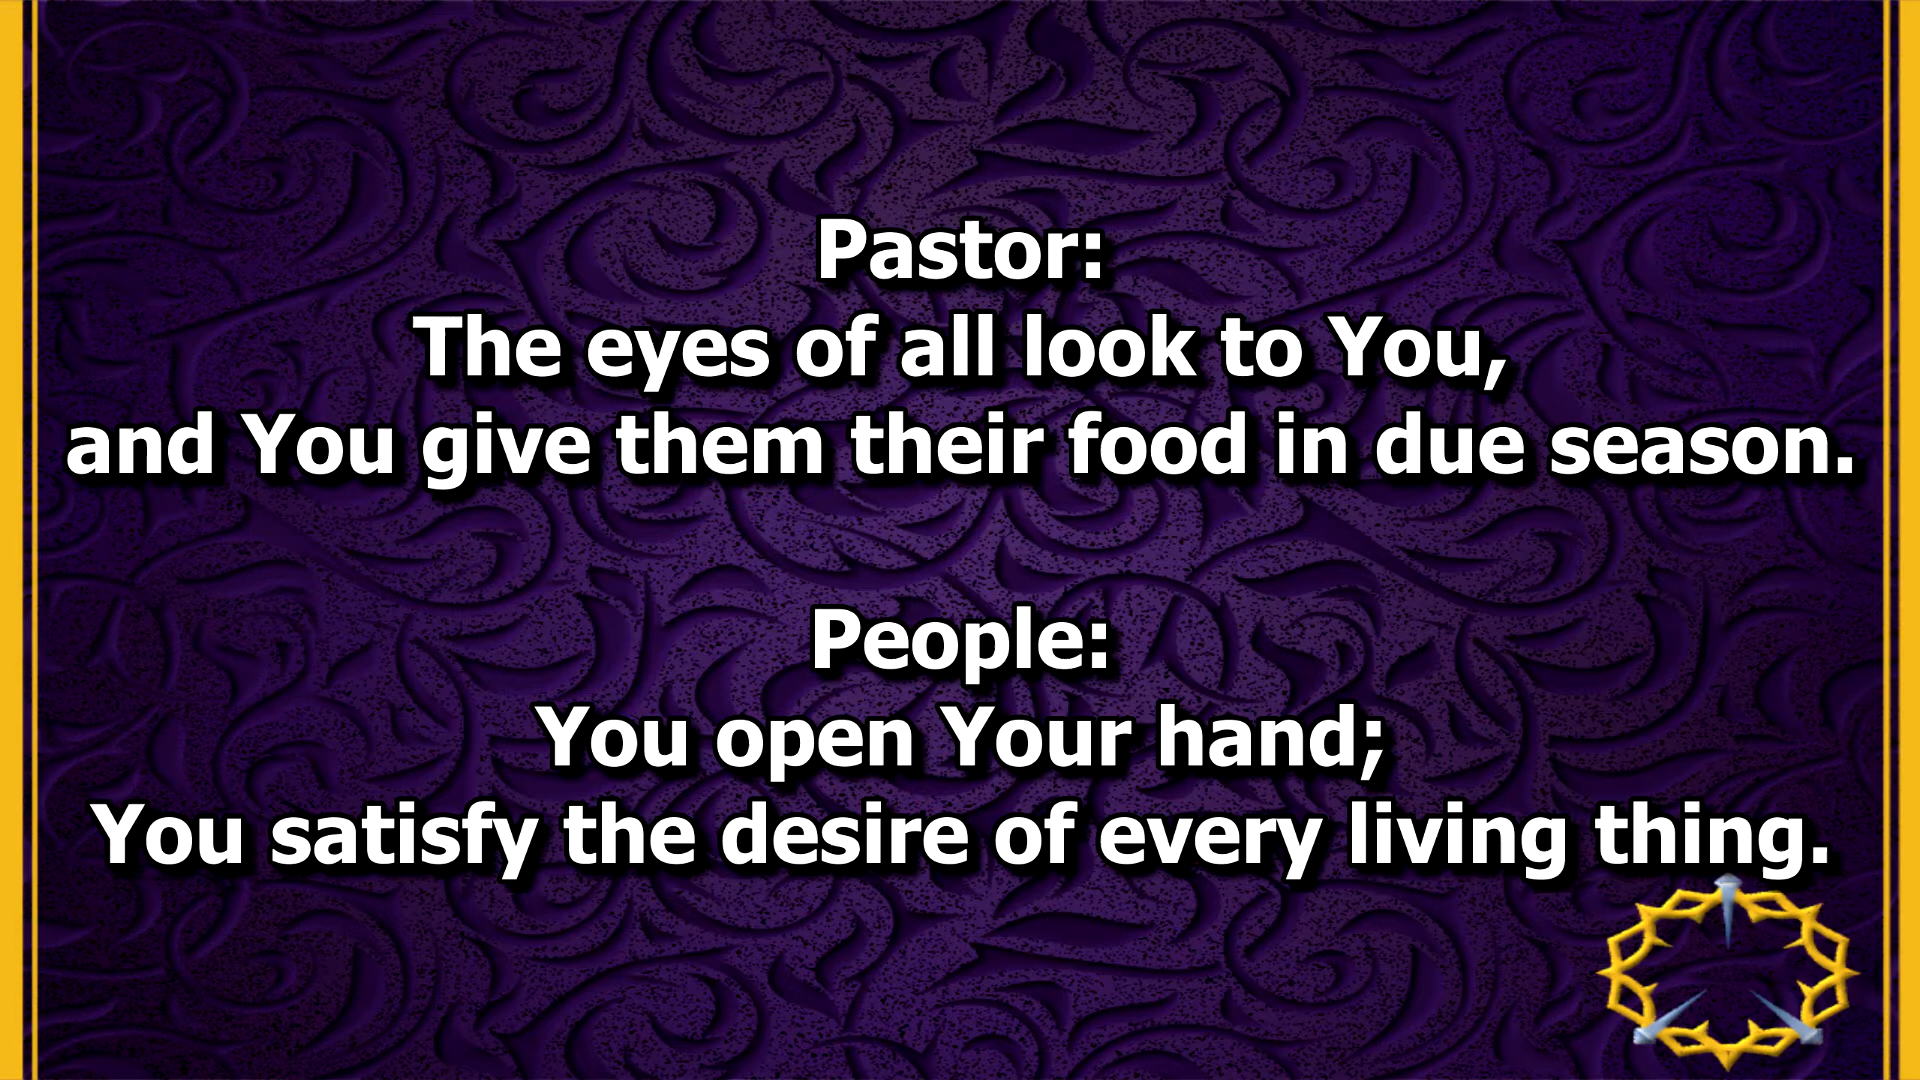 Pastor:
The eyes of all look to You,
and You give them their food in due season.
People:
You open Your hand;
You satisfy the desire of every living thing.